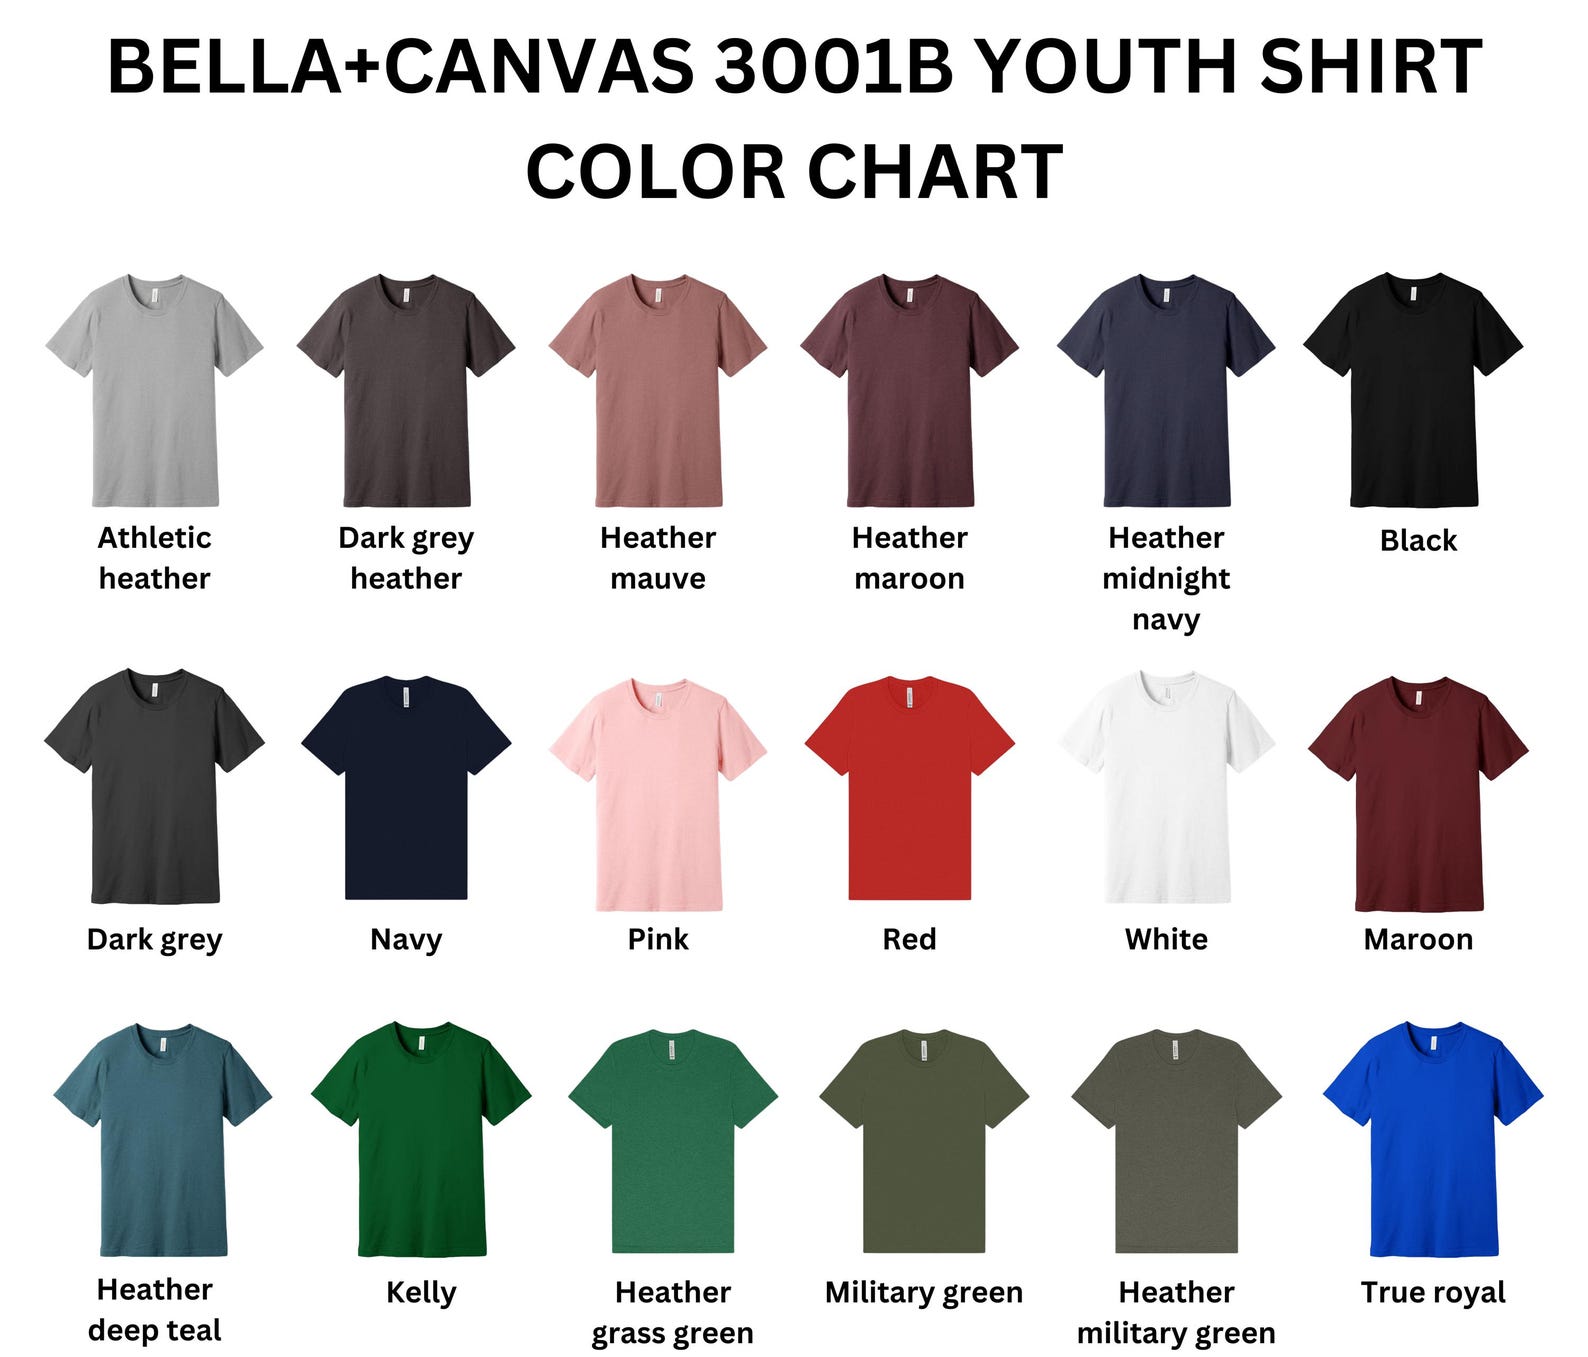 BELLA+CANVAS 3001B YOUTH SHIRT
COLOR CHART
Athletic
heather
Dark grey
heather
Heather
mauve
Heather
maroon
Heather
midnight
navy
Black
Dark grey
Navy
Pink
Red
White
Maroon
Heather
deep teal
Kelly
Heather
grass green
Military green
Heather
military green
True royal